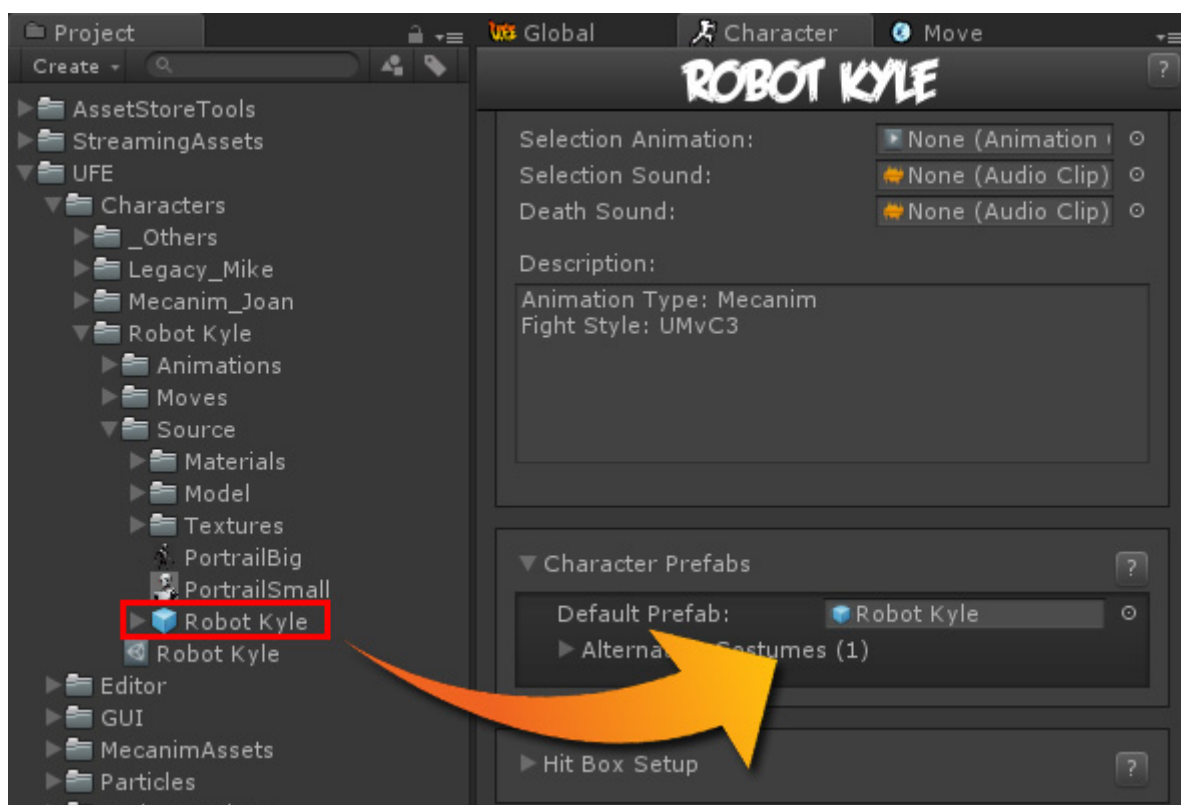 Project
Create
AssetStoreTools
StreamingAssets
UFE
Characters
_Others
Legacy_Mike
Mecanim_Joan
Robot Kyle
Animations
Moves
Source
Materials
Model
Textures
PortrailBig
PortrailSmall
Robot Kyle
Robot Kyle
Editor
GUI
MecanimAssets
Particles
UFE Global
Character
Move
ROBOT KYLE
?
Selection Animation: None (Animation
Selection Sound: None (Audio Clip)
Death Sound: None (Audio Clip)
Description:
Animation Type: Mecanim
Fight Style: UMvC3
Character Prefabs ?
Default Prefab: Robot Kyle
Costumes (1)
Hit Box Setup ?